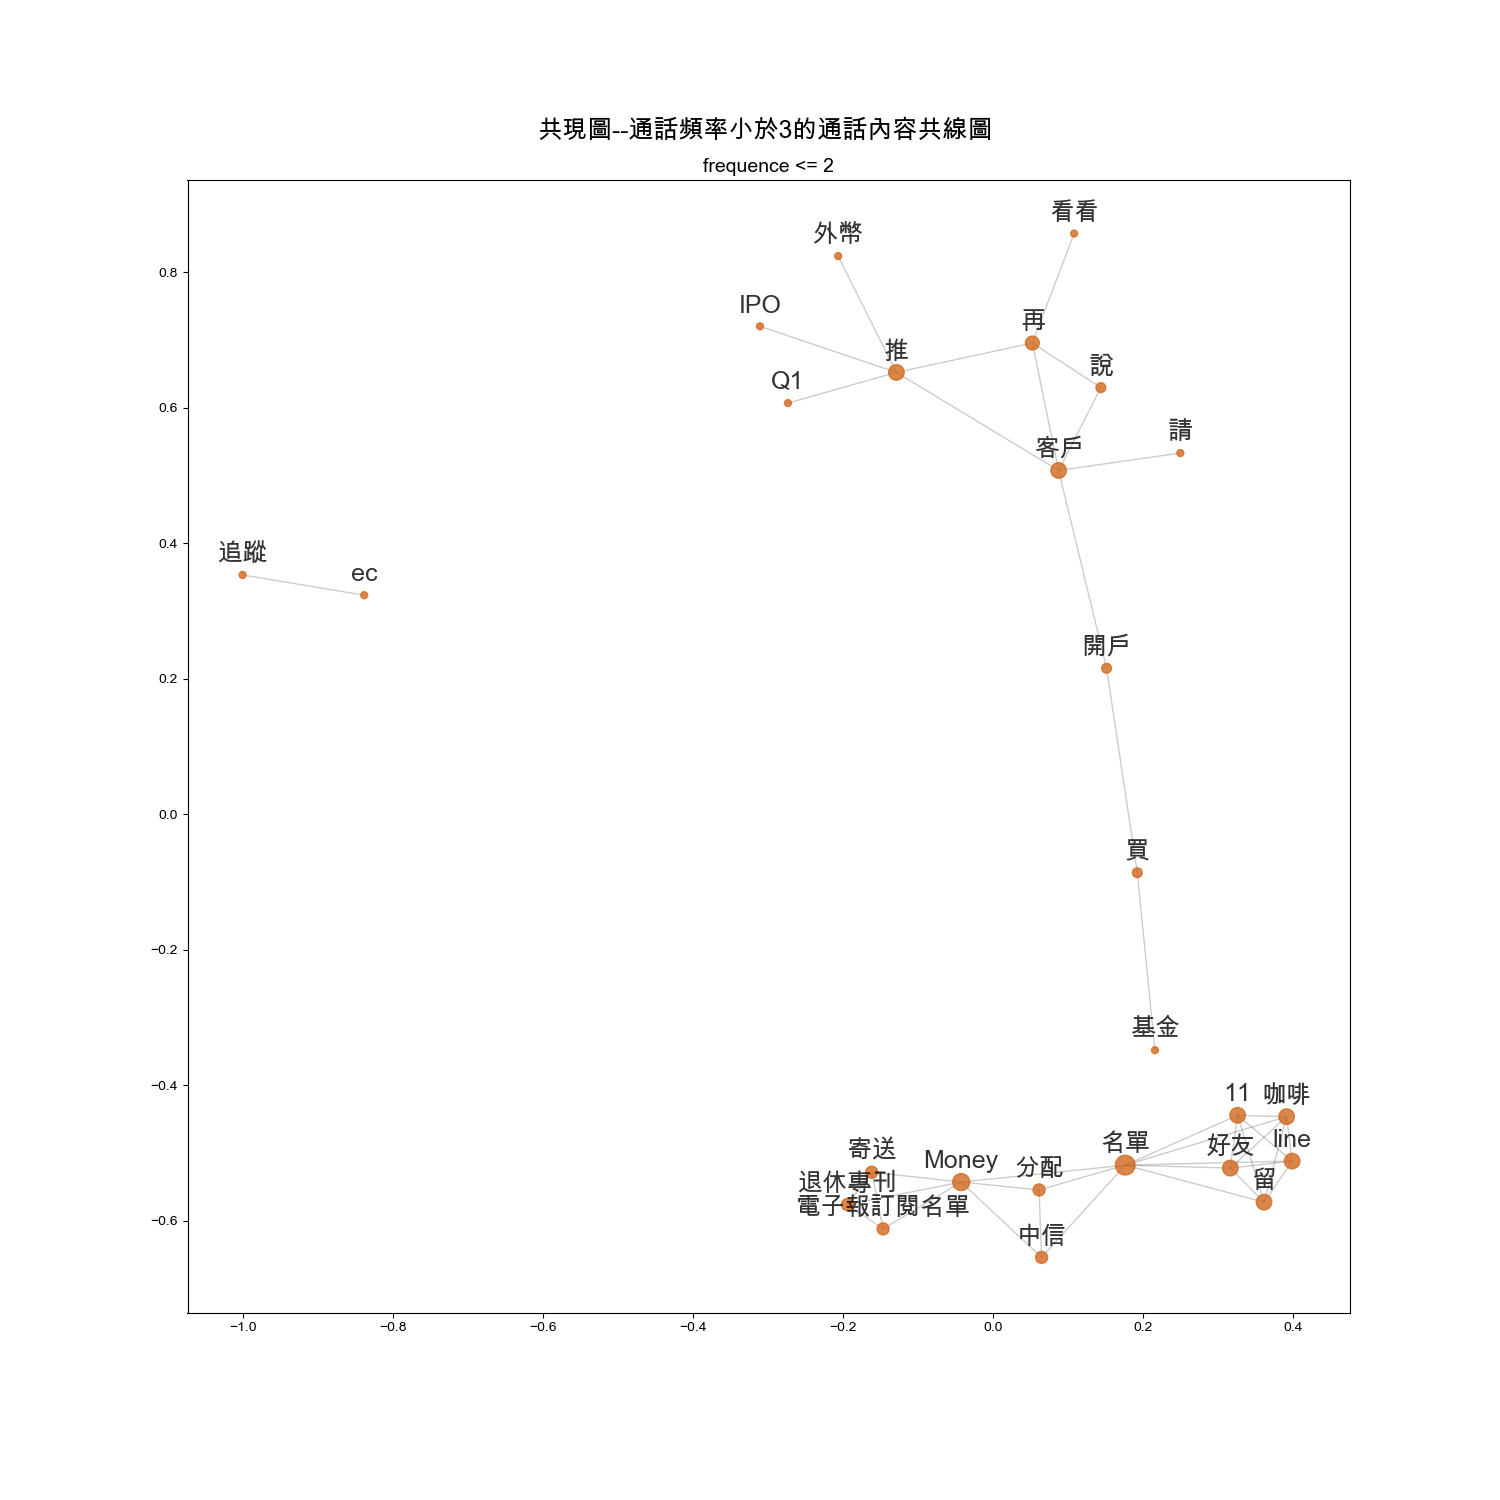 共現圖--通話頻率小於3的通話內容共線圖
frequence <= 2
看看
外幣
IPO
再
推
說
Q1
請
客戶
追蹤
ec
開戶
買
基金
11
咖啡
名單
好友
line
寄送
Money
分配
留
退休專刊
電子報訂閱名單
中信
0.8
0.6
0.4
0.2
0.0
−0.2
−0.4
−0.6
−1.0
−0.8
−0.6
−0.4
−0.2
0.0
0.2
0.4